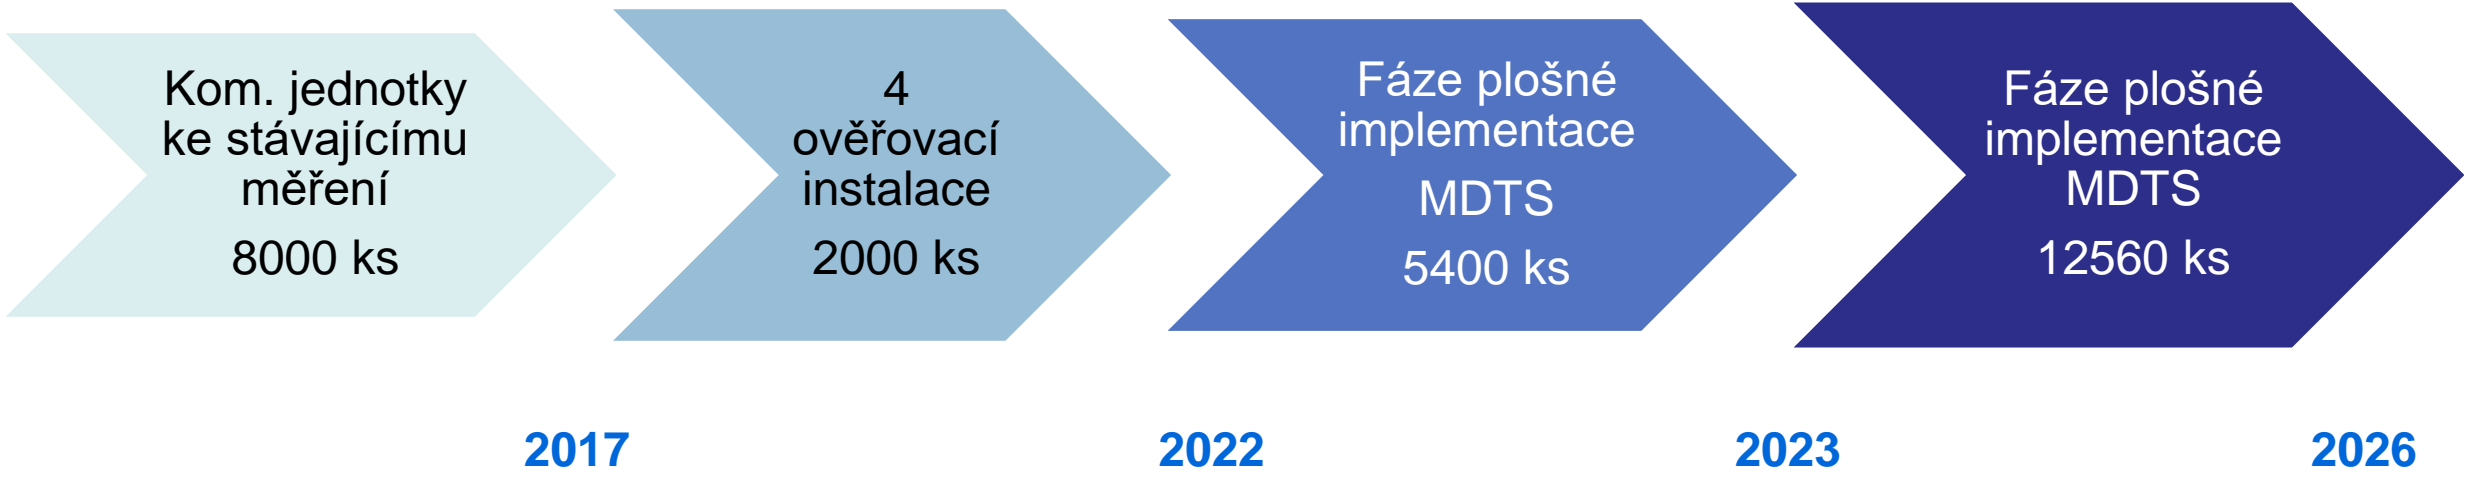 Kom. jednotky
ke stávajícímu
měření
8000 ks
4
ověřovací
instalace
2000 ks
Fáze plošné
implementace
MDTS
5400 ks
Fáze plošné
implementace
MDTS
12560 ks
2017
2022
2023
2026